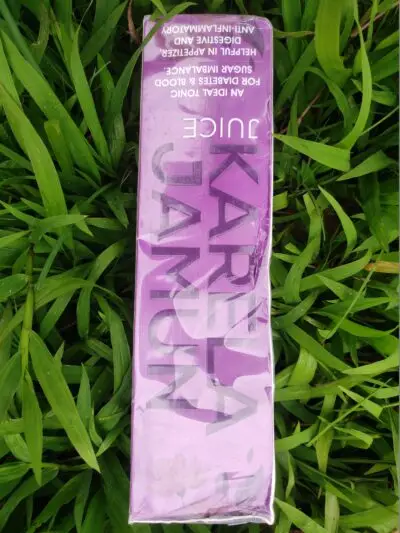 KARELA
JAMUN
JUICE
AN IDEAL TONIC
FOR DIABETES & BLOOD
SUGAR IMBALANCE.
HELPFUL IN APPETIZER,
DIGESTIVE AND
ANTI-INFLAMMATORY